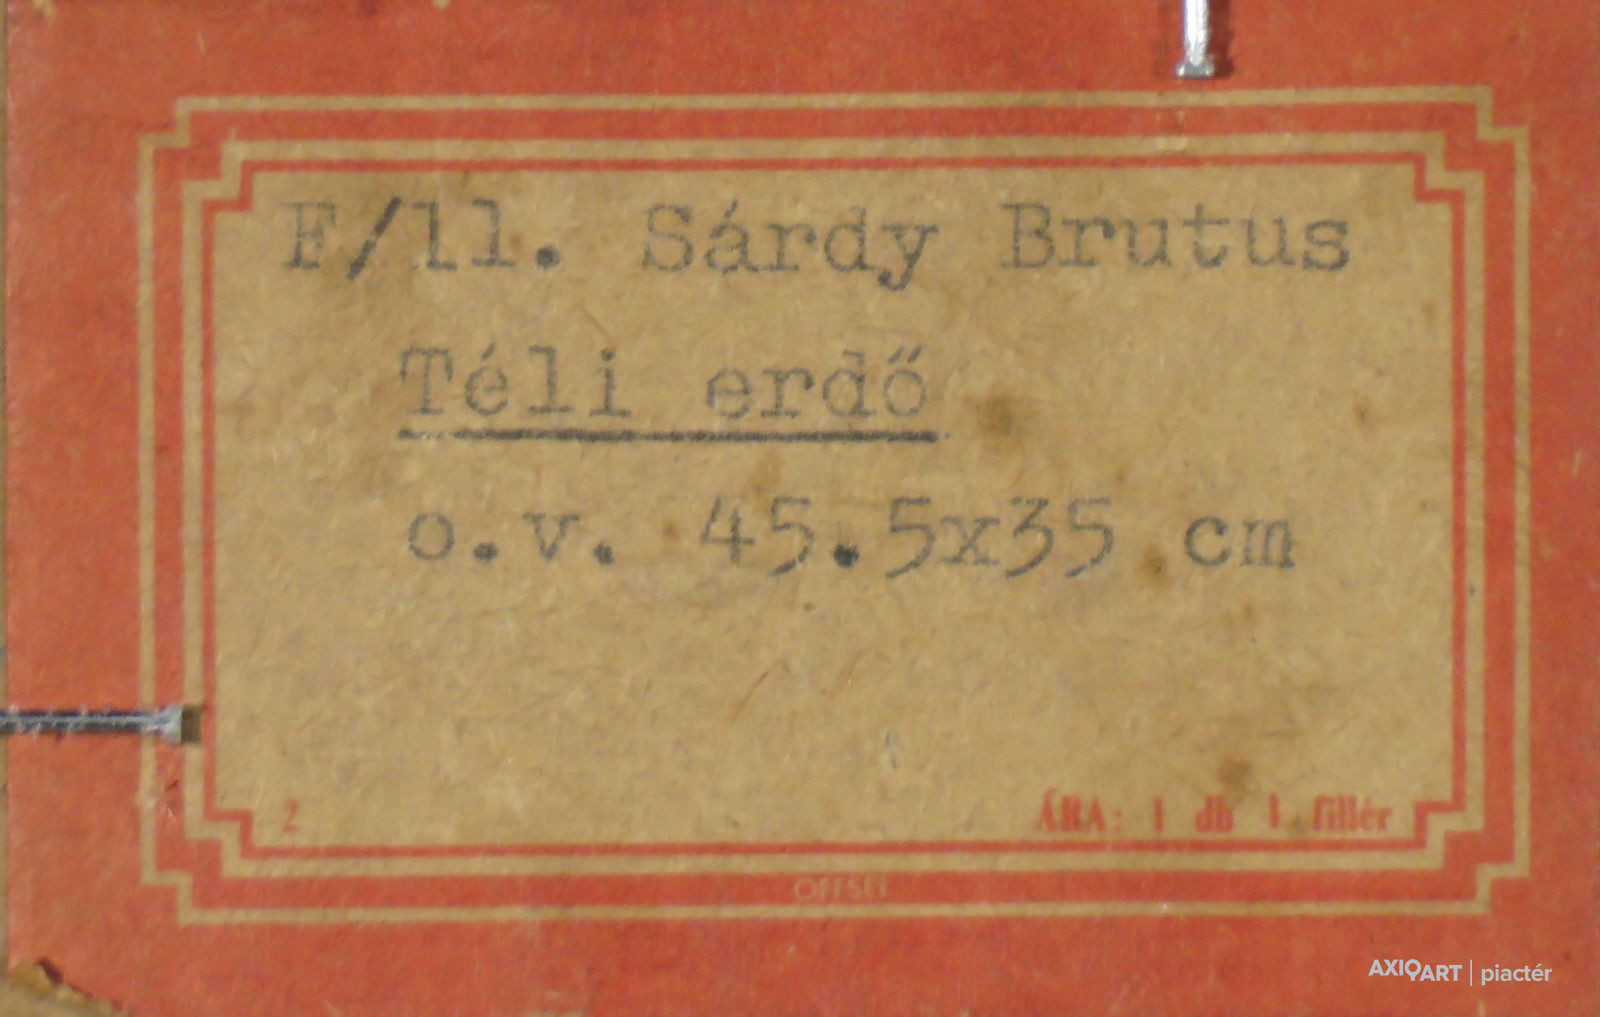 F/11. Sárdy Brutus
Téli erdő
o.v. 45.5x35 cm
2 ÁRA: 1 db 1 fillér
OFFSET
AXIOART | piactér